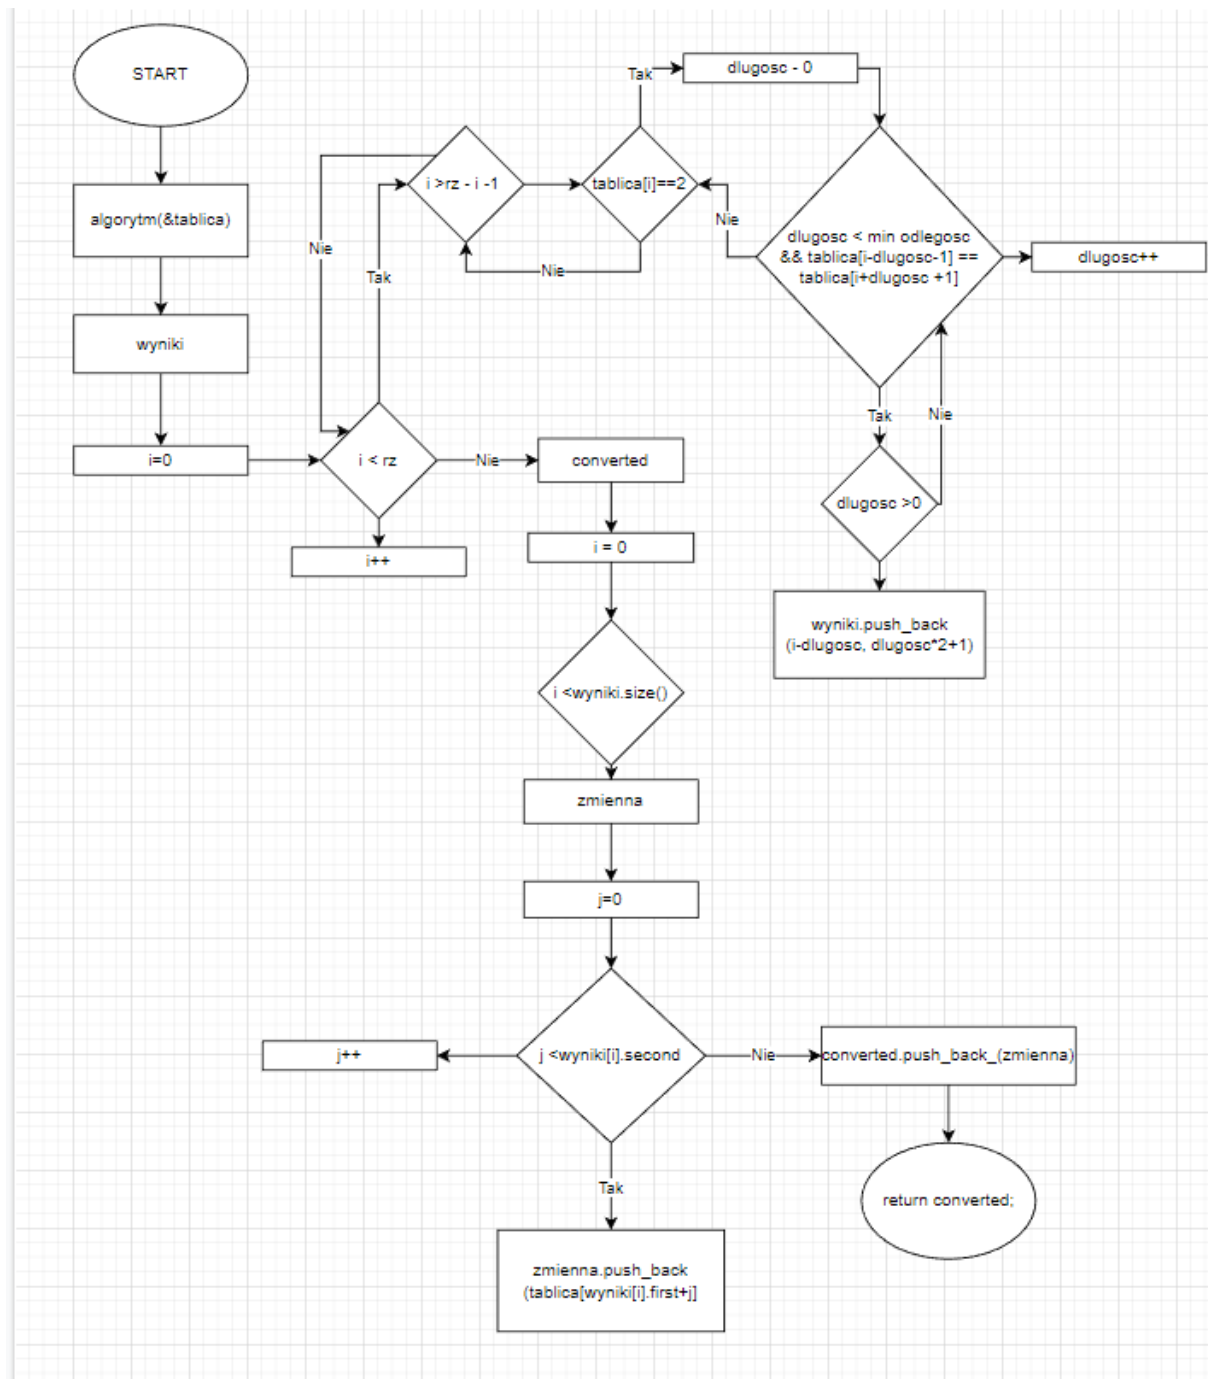 START
algorytm(&tablica)
wyniki
i=0
i < rz
i++
Nie
Tak
i >rz - i -1
Nie
tablica[i]==2
Tak
dlugosc - 0
Nie
dlugosc < min odlegosc
&& tablica[i-dlugosc-1] ==
tablica[i+dlugosc +1]
dlugosc++
Tak
Nie
dlugosc >0
wyniki.push_back
(i-dlugosc, dlugosc*2+1)
Nie
converted
i = 0
i <wyniki.size()
zmienna
j=0
j <wyniki[i].second
j++
Nie
converted.push_back_(zmienna)
return converted;
Tak
zmienna.push_back
(tablica[wyniki[i].first+j]